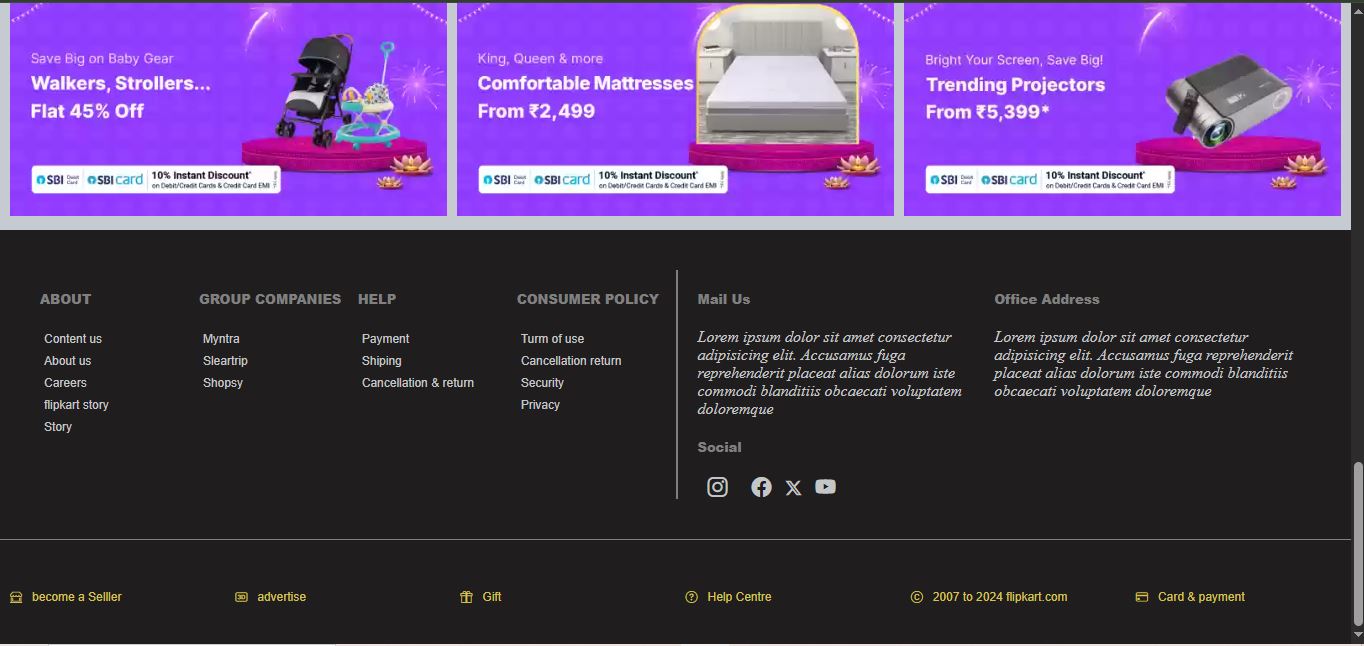 Save Big on Baby Gear
Walkers, Strollers...
Flat 45% Off
SBI Debit Card SBI card 10% Instant Discount*
on Debit/Credit Cards & Credit Card EMI
King, Queen & more
Comfortable Mattresses
From ₹2,499
SBI Debit Card SBI card 10% Instant Discount*
on Debit/Credit Cards & Credit Card EMI
Bright Your Screen, Save Big!
Trending Projectors
From ₹5,399*
SBI Debit Card SBI card 10% Instant Discount*
on Debit/Credit Cards & Credit Card EMI
ABOUT
Content us
About us
Careers
flipkart story
Story
GROUP COMPANIES
Myntra
Sleartrip
Shopsy
HELP
Payment
Shiping
Cancellation & return
CONSUMER POLICY
Turm of use
Cancellation return
Security
Privacy
Mail Us
Lorem ipsum dolor sit amet consectetur
adipisicing elit. Accusamus fuga
reprehenderit placeat alias dolorum iste
commodi blanditiis obcaecati voluptatem
doloremque
Social
Office Address
Lorem ipsum dolor sit amet consectetur
adipisicing elit. Accusamus fuga reprehenderit
placeat alias dolorum iste commodi blanditiis
obcaecati voluptatem doloremque
become a Selller
advertise
Gift
Help Centre
2007 to 2024 flipkart.com
Card & payment